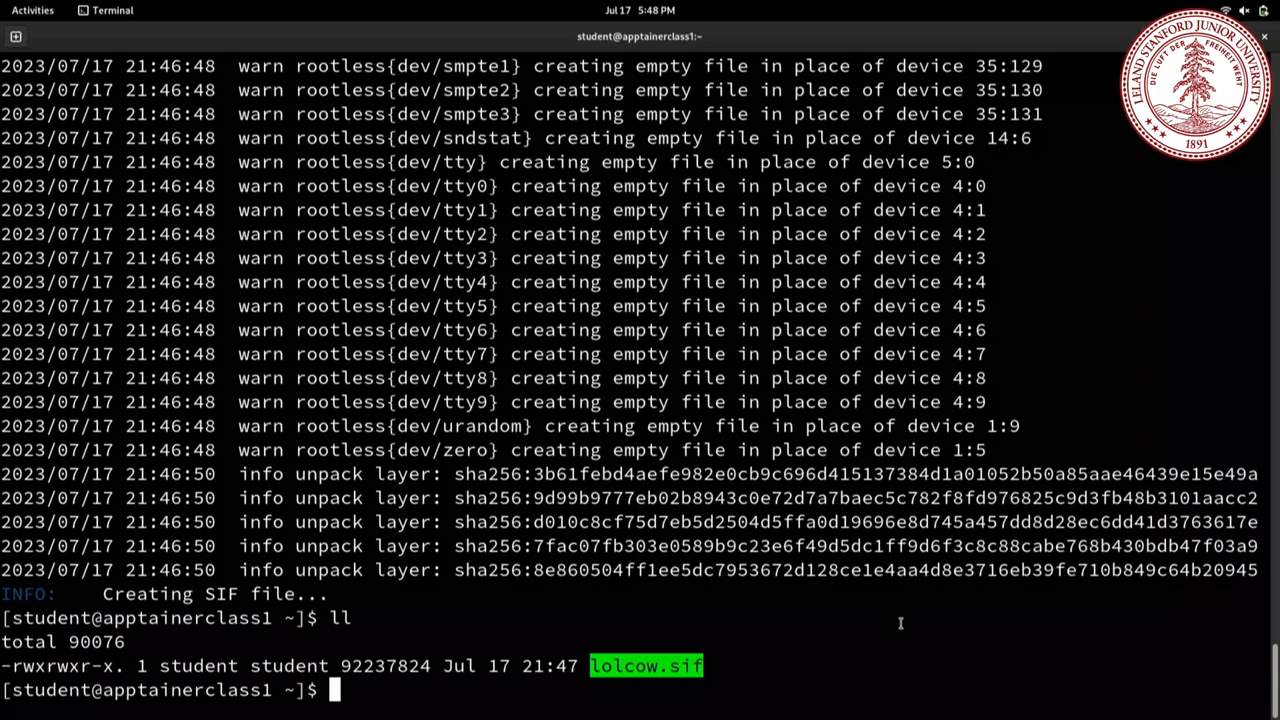 Activities Terminal Jul 17 5:48 PM
student@apptainerclass1:~
2023/07/17 21:46:48 warn rootless{dev/smpte1} creating empty file in place of device 35:129
2023/07/17 21:46:48 warn rootless{dev/smpte2} creating empty file in place of device 35:130
2023/07/17 21:46:48 warn rootless{dev/smpte3} creating empty file in place of device 35:131
2023/07/17 21:46:48 warn rootless{dev/sndstat} creating empty file in place of device 14:6
2023/07/17 21:46:48 warn rootless{dev/tty} creating empty file in place of device 5:0
2023/07/17 21:46:48 warn rootless{dev/tty0} creating empty file in place of device 4:0
2023/07/17 21:46:48 warn rootless{dev/tty1} creating empty file in place of device 4:1
2023/07/17 21:46:48 warn rootless{dev/tty2} creating empty file in place of device 4:2
2023/07/17 21:46:48 warn rootless{dev/tty3} creating empty file in place of device 4:3
2023/07/17 21:46:48 warn rootless{dev/tty4} creating empty file in place of device 4:4
2023/07/17 21:46:48 warn rootless{dev/tty5} creating empty file in place of device 4:5
2023/07/17 21:46:48 warn rootless{dev/tty6} creating empty file in place of device 4:6
2023/07/17 21:46:48 warn rootless{dev/tty7} creating empty file in place of device 4:7
2023/07/17 21:46:48 warn rootless{dev/tty8} creating empty file in place of device 4:8
2023/07/17 21:46:48 warn rootless{dev/tty9} creating empty file in place of device 4:9
2023/07/17 21:46:48 warn rootless{dev/urandom} creating empty file in place of device 1:9
2023/07/17 21:46:48 warn rootless{dev/zero} creating empty file in place of device 1:5
2023/07/17 21:46:50 info unpack layer: sha256:3b61febd4aefe982e0cb9c696d415137384d1a01052b50a85aae46439e15e49a
2023/07/17 21:46:50 info unpack layer: sha256:9d99b9777eb02b8943c0e72d7a7baec5c782f8fd976825c9d3fb48b3101aacc2
2023/07/17 21:46:50 info unpack layer: sha256:d010c8cf75d7eb5d2504d5ffa0d19696e8d745a457dd8d28ec6dd41d3763617e
2023/07/17 21:46:50 info unpack layer: sha256:7fac07fb303e0589b9c23e6f49d5dc1ff9d6f3c8c88cabe768b430bdb47f03a9
2023/07/17 21:46:50 info unpack layer: sha256:8e860504ff1ee5dc7953672d128ce1e4aa4d8e3716eb39fe710b849c64b20945
INFO: Creating SIF file...
[student@apptainerclass1 ~]$ ll
total 90076
-rwxrwxr-x. 1 student student 92237824 Jul 17 21:47 lolcow.sif
[student@apptainerclass1 ~]$
LELAND STANFORD JUNIOR UNIVERSITY
DIE LUFT DER FREIHEIT WEHT
1891